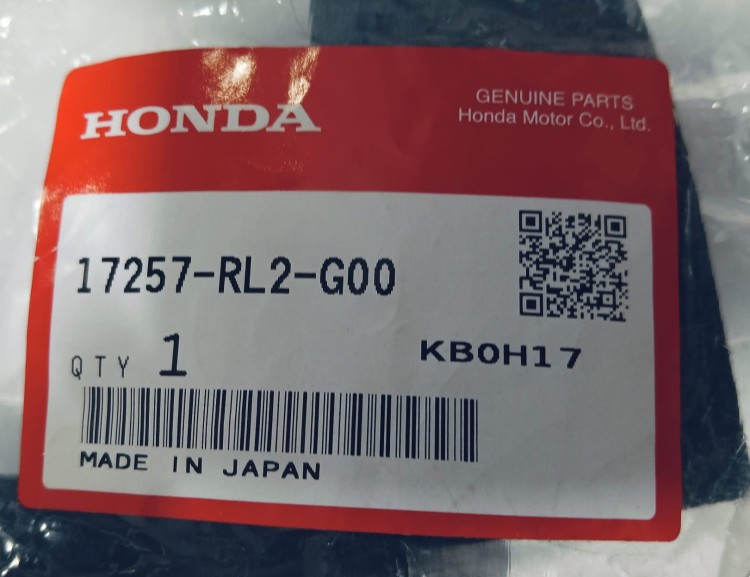 HONDA
GENUINE PARTS
Honda Motor Co., Ltd.
17257-RL2-G00
QTY 1
KB0H17
MADE IN JAPAN